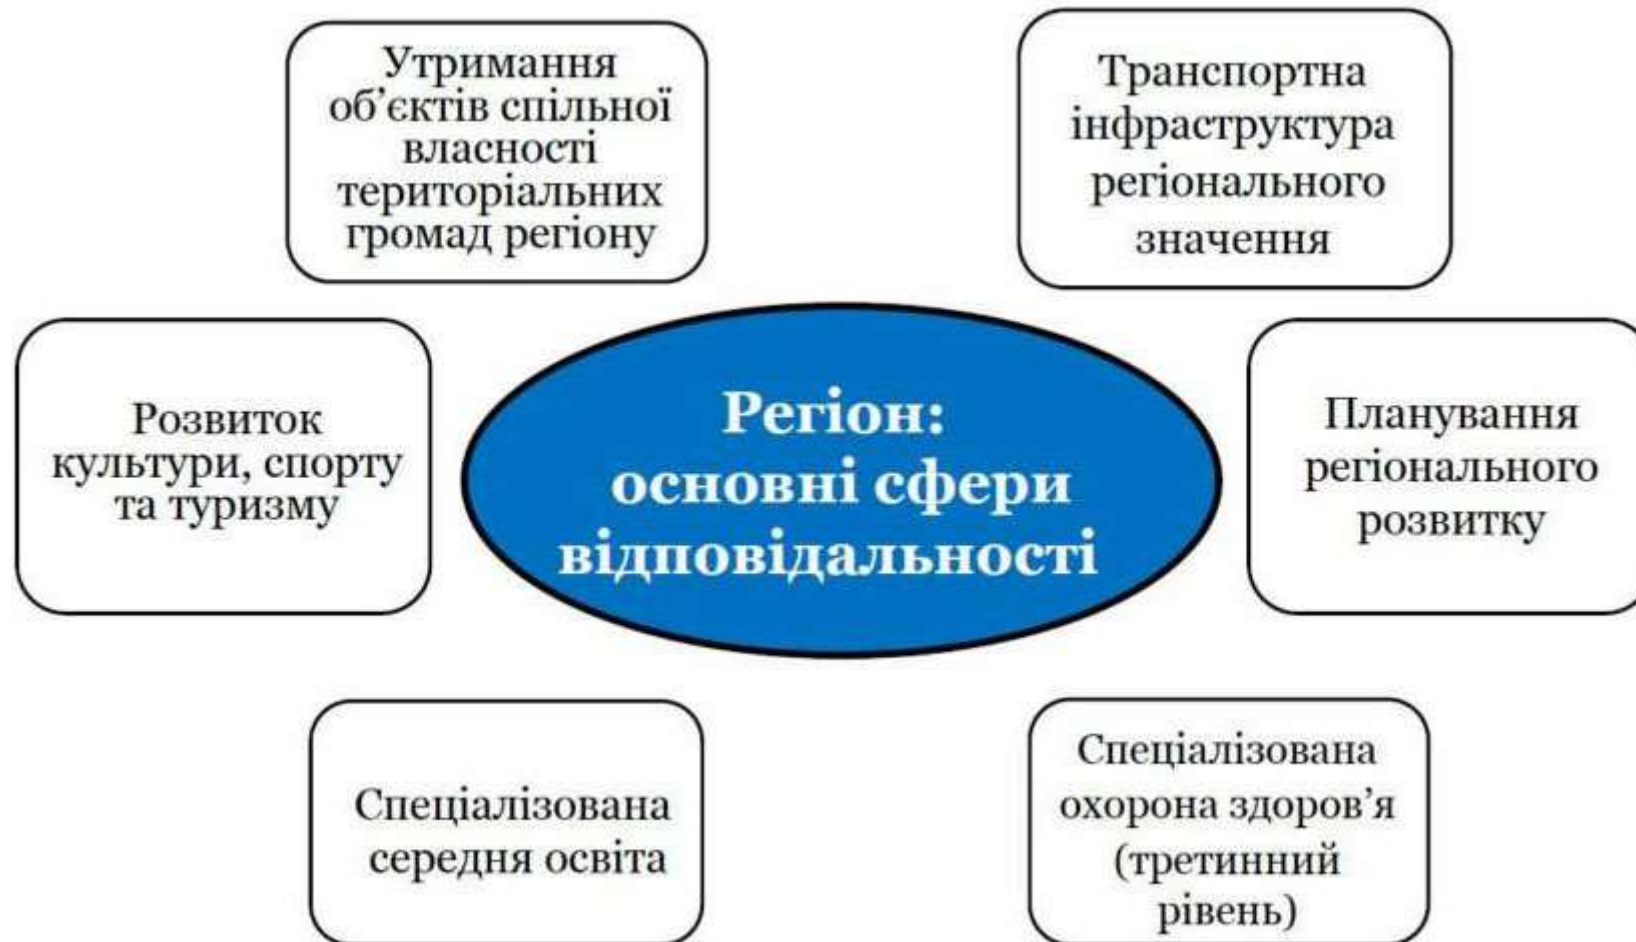 Утримання
об’єктів спільної
власності
територіальних
громад регіону
Транспортна
інфраструктура
регіонального
значення
Розвиток
культури, спорту
та туризму
Регіон:
основні сфери
відповідальності
Планування
регіонального
розвитку
Спеціалізована
середня освіта
Спеціалізована
охорона здоров’я
(третинний
рівень)